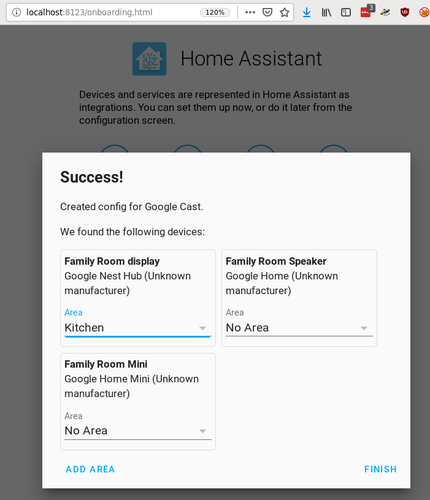 localhost:8123/onboarding.html
120%
3
Home Assistant
Devices and services are represented in Home Assistant as
integrations. You can set them up now, or do it later from the
configuration screen.
Success!
Created config for Google Cast.
We found the following devices:
Family Room display
Google Nest Hub (Unknown
manufacturer)
Area
Kitchen
Family Room Speaker
Google Home (Unknown
manufacturer)
Area
No Area
Family Room Mini
Google Home Mini (Unknown
manufacturer)
Area
No Area
ADD AREA
FINISH